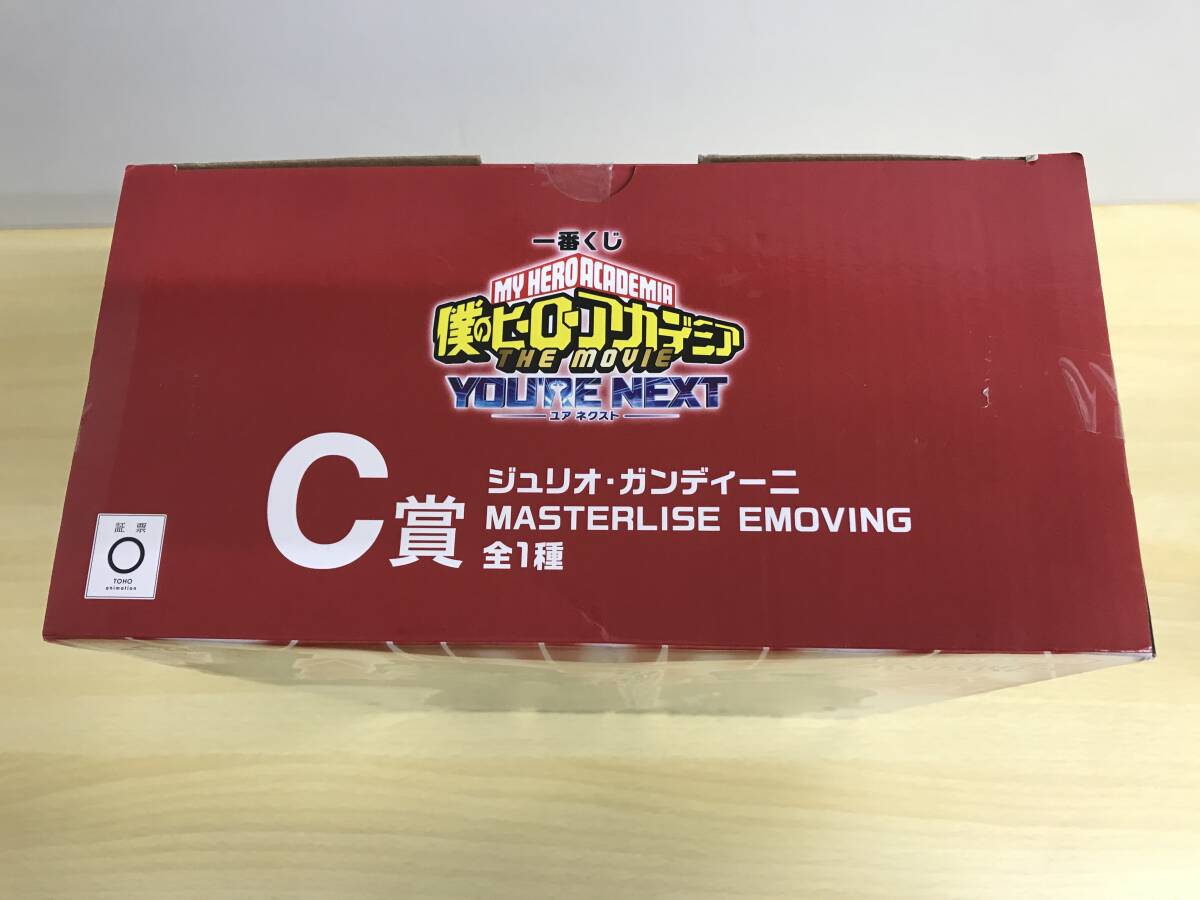 一番くじ
MY HERO ACADEMIA
僕のヒーローアカデミア
THE MOVIE
YOU'RE NEXT
ユア ネクスト
C賞
ジュリオ・ガンディーニ
MASTERLISE EMOVING
全1種
証票
TOHO
animation